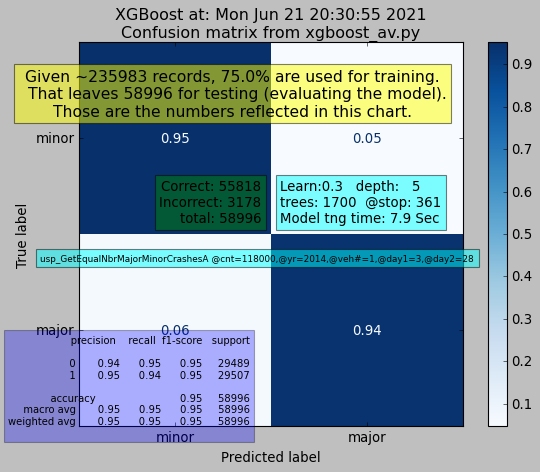 XGBoost at: Mon Jun 21 20:30:55 2021
Confusion matrix from xgboost_av.py
Given ~235983 records, 75.0% are used for training.
That leaves 58996 for testing (evaluating the model).
Those are the numbers reflected in this chart.
minor
0.95
0.05
Correct: 55818
Incorrect: 3178
total: 58996
Learn:0.3 depth: 5
trees: 1700 @stop: 361
Model tng time: 7.9 Sec
True label
usp_GetEqualNbrMajorMinorCrashesA @cnt=118000,@yr=2014,@veh#=1,@day1=3,@day2=28
major
0.06
0.94
precision recall f1-score support
0 0.94 0.95 0.95 29489
1 0.95 0.94 0.95 29507
accuracy 0.95 58996
macro avg 0.95 0.95 0.95 58996
weighted avg 0.95 0.95 0.95 58996
minor
major
Predicted label
0.9
0.8
0.7
0.6
0.5
0.4
0.3
0.2
0.1